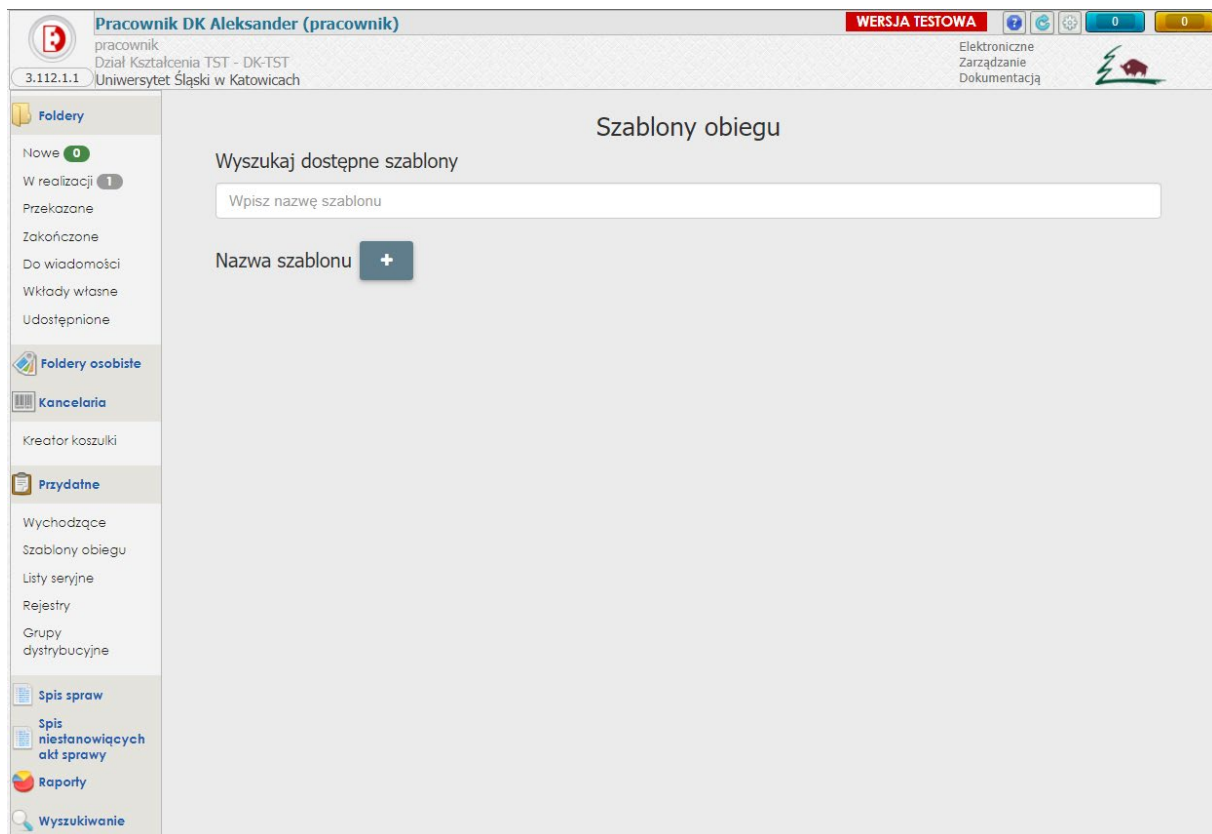 Pracownik DK Aleksander (pracownik)
WERSJA TESTOWA
0
0
pracownik
Dział Kształcenia TST - DK-TST
3.112.1.1
Uniwersytet Śląski w Katowicach
Elektroniczne
Zarządzanie
Dokumentacją
Foldery
Nowe 0
W realizacji 1
Przekazane
Zakończone
Do wiadomości
Wkłady własne
Udostępnione
Foldery osobiste
Kancelaria
Kreator koszulki
Przydatne
Wychodzące
Szablony obiegu
Listy seryjne
Rejestry
Grupy
dystrybucyjne
Spis spraw
Spis
niestanowiących
akt sprawy
Raporty
Wyszukiwanie
Szablony obiegu
Wyszukaj dostępne szablony
Wpisz nazwę szablonu
Nazwa szablonu +